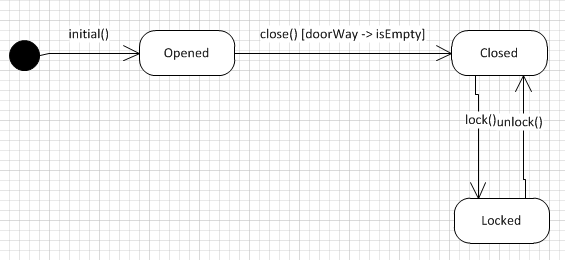 initial()
close() [doorWay -> isEmpty]
Opened
Closed
lock()
unlock()
Locked